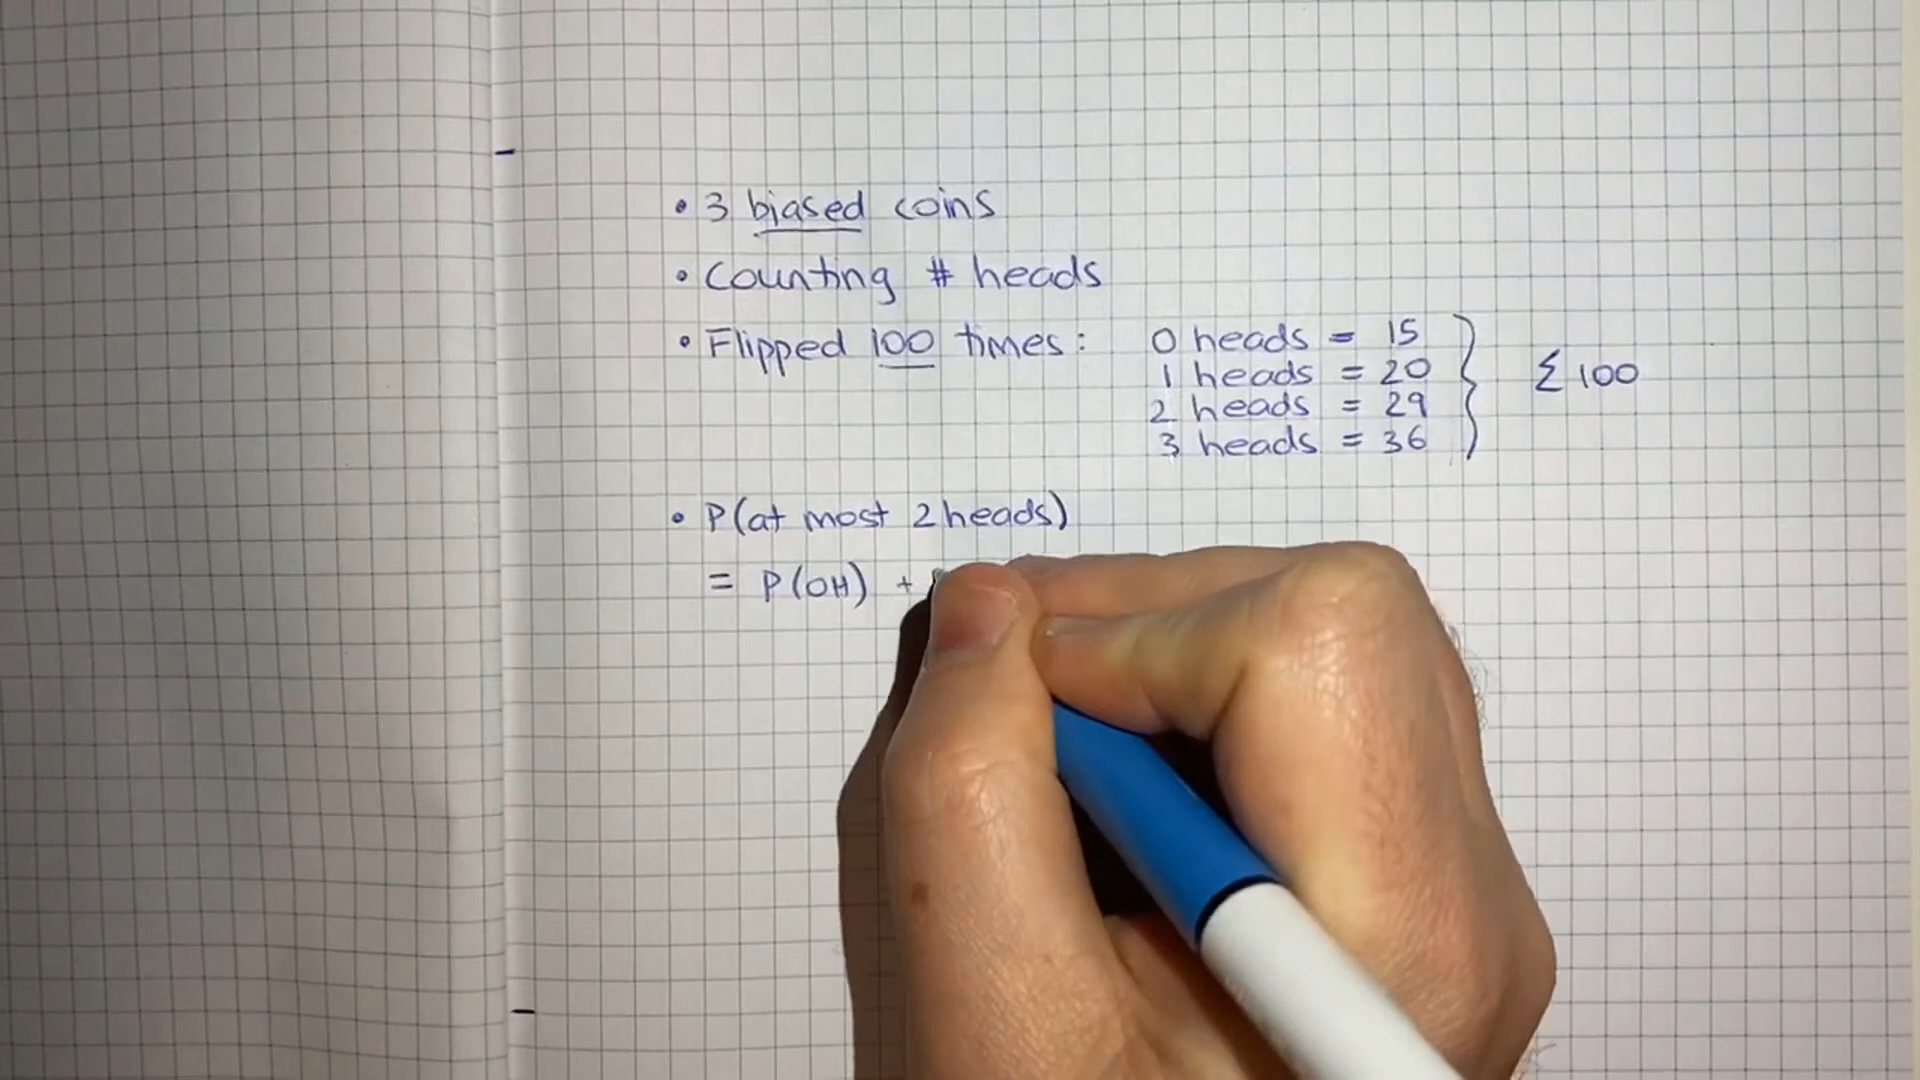 • 3 biased coins
• Counting # heads
• Flipped 100 times: 0 heads = 15
1 heads = 20
2 heads = 29
3 heads = 36
Σ 100
• P(at most 2 heads)
= P(0H) +